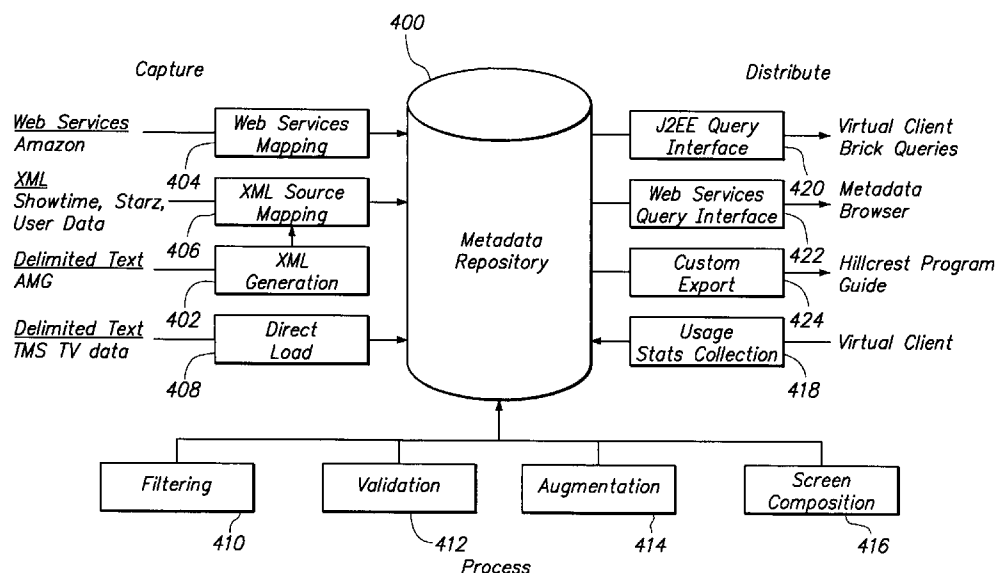 400
Capture
Distribute
Web Services
Amazon
Web Services
Mapping
J2EE Query
Interface
Virtual Client
Brick Queries
404
420
XML
Showtime, Starz,
User Data
XML Source
Mapping
Metadata
Repository
Web Services
Query Interface
Metadata
Browser
406
422
Delimited Text
AMG
XML
Generation
Custom
Export
Hillcrest Program
Guide
402
424
Delimited Text
TMS TV data
Direct
Load
Usage
Stats Collection
Virtual Client
408
418
Filtering
Validation
Augmentation
Screen
Composition
410
412
414
416
Process